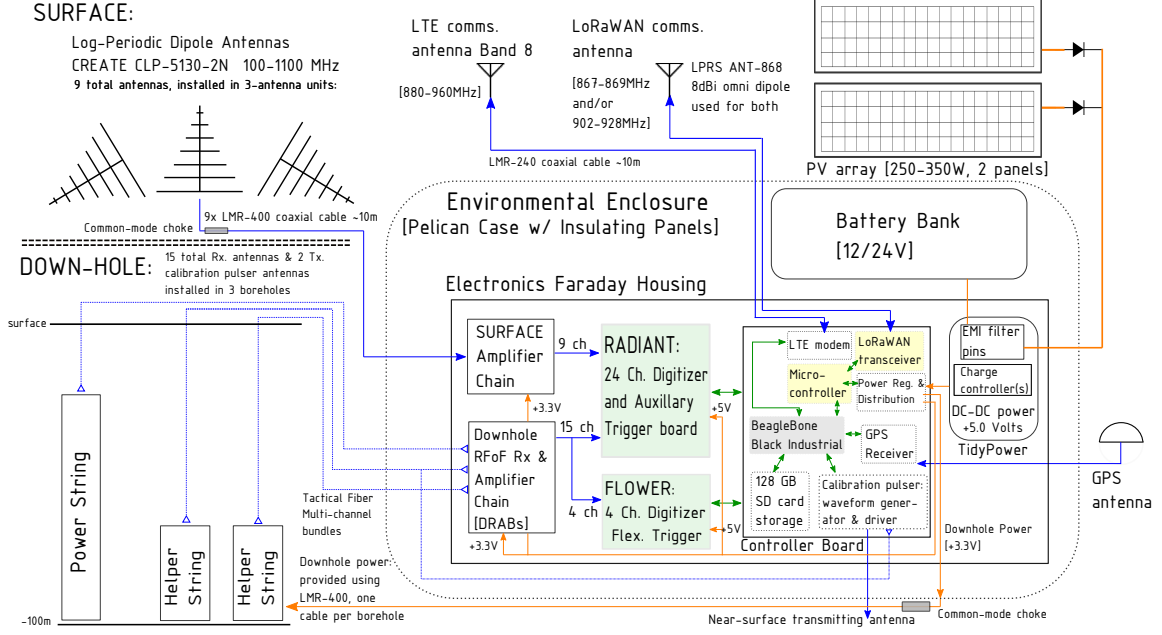 SURFACE:
Log-Periodic Dipole Antennas
CREATE CLP-5130-2N 100-1100 MHz
9 total antennas, installed in 3-antenna units:
LTE comms.
antenna Band 8
[880-960MHz]
LoRaWAN comms.
antenna
[867-869MHz
and/or
902-928MHz]
LPRS ANT-868
8dBi omni dipole
used for both
LMR-240 coaxial cable ~10m
PV array [250-350W, 2 panels]
9x LMR-400 coaxial cable ~10m
Common-mode choke
DOWN-HOLE:
15 total Rx. antennas & 2 Tx.
calibration pulser antennas
installed in 3 boreholes
surface
Environmental Enclosure
[Pelican Case w/ Insulating Panels]
Battery Bank
[12/24V]
Electronics Faraday Housing
SURFACE
Amplifier
Chain
9 ch
RADIANT:
24 Ch. Digitizer
and Auxillary
Trigger board
+5V
+3.3V
15 ch
Downhole
RFoF Rx &
Amplifier
Chain
[DRABs]
4 ch
FLOWER:
4 Ch. Digitizer
Flex. Trigger
+5V
+3.3V
LTE modem
LoRaWAN
transceiver
Micro-
controller
Power Reg. &
Distribution
BeagleBone
Black Industrial
GPS
Receiver
128 GB
SD card
storage
Calibration pulser:
waveform gener-
ator & driver
Controller Board
EMI filter
pins
Charge
controller(s)
DC-DC power
+5.0 Volts
TidyPower
GPS
antenna
Downhole Power
[+3.3V]
Power String
Helper
String
Helper
String
Tactical Fiber
Multi-channel
bundles
Downhole power:
provided using
LMR-400, one
cable per borehole
-100m
Common-mode choke
Near-surface transmitting antenna